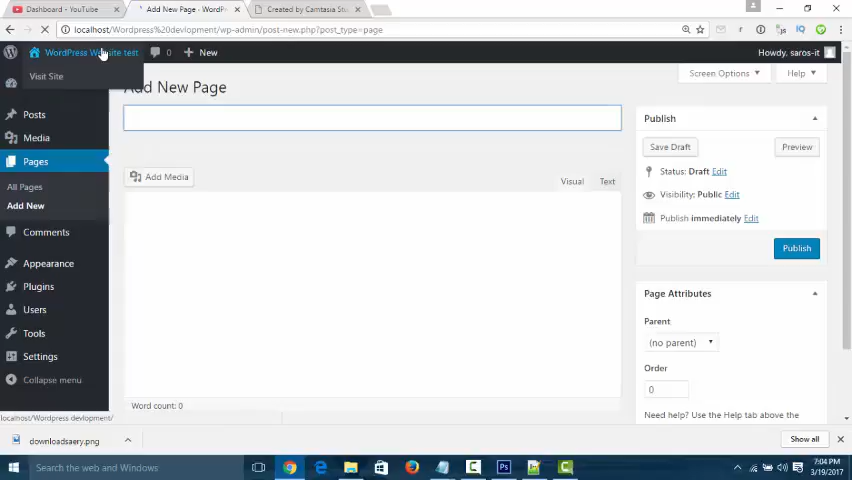 Dashboard - YouTube
Add New Page ‹ WordPr
Created by Camtasia Studi
localhost/Wordpress%20devlopment/wp-admin/post-new.php?post_type=page
WordPress Website test
0
New
Howdy, saros-it
Visit Site
Screen Options
Help
Add New Page
Posts
Media
Pages
All Pages
Add New
Comments
Appearance
Plugins
Users
Tools
Settings
Collapse menu
Add Media
Visual
Text
Word count: 0
Publish
Save Draft
Preview
Status: Draft Edit
Visibility: Public Edit
Publish immediately Edit
Publish
Page Attributes
Parent
(no parent)
Order
0
Need help? Use the Help tab above the
localhost/Wordpress devlopment/
downloadsaery.png
Show all
Search the web and Windows
7:04 PM
3/19/2017